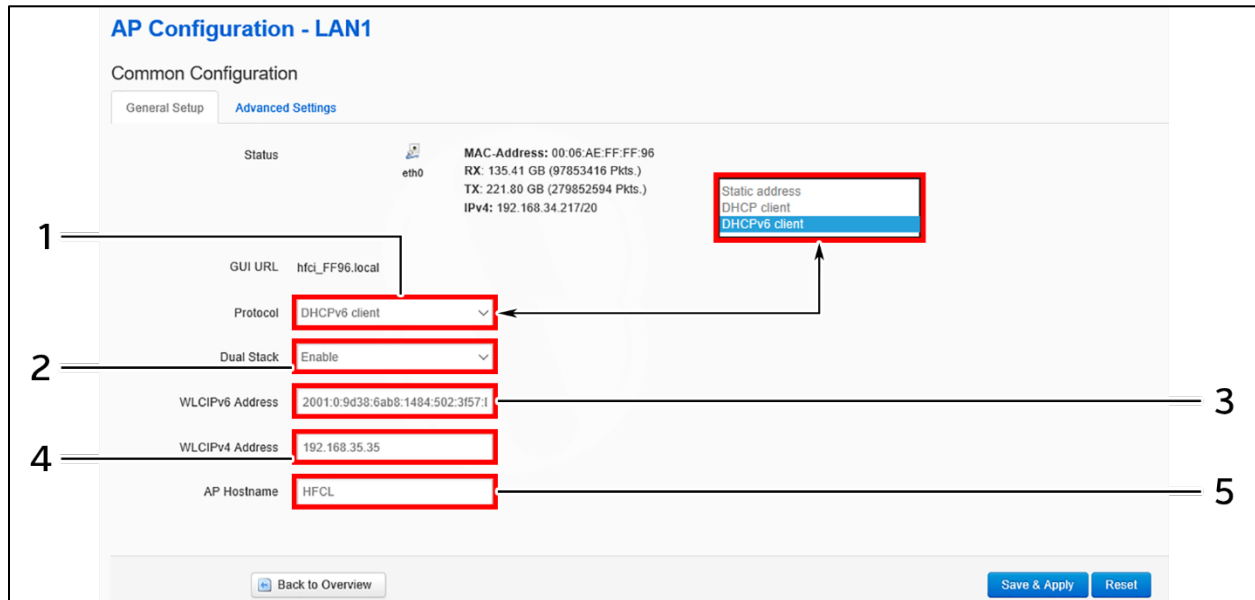 AP Configuration - LAN1
Common Configuration
General Setup Advanced Settings
Status
eth0
MAC-Address: 00:06:AE:FF:FF:96
RX: 135.41 GB (97853416 Pkts.)
TX: 221.80 GB (279852594 Pkts.)
IPv4: 192.168.34.217/20
Static address
DHCP client
DHCPv6 client
1
GUI URL hfci_FF96.local
Protocol DHCPv6 client
2 Dual Stack Enable
WLCIPv6 Address 2001:0:9d38:6ab8:1484:502:3f57: 3
4 WLCIPv4 Address 192.168.35.35
AP Hostname HFCL 5
Back to Overview Save & Apply Reset